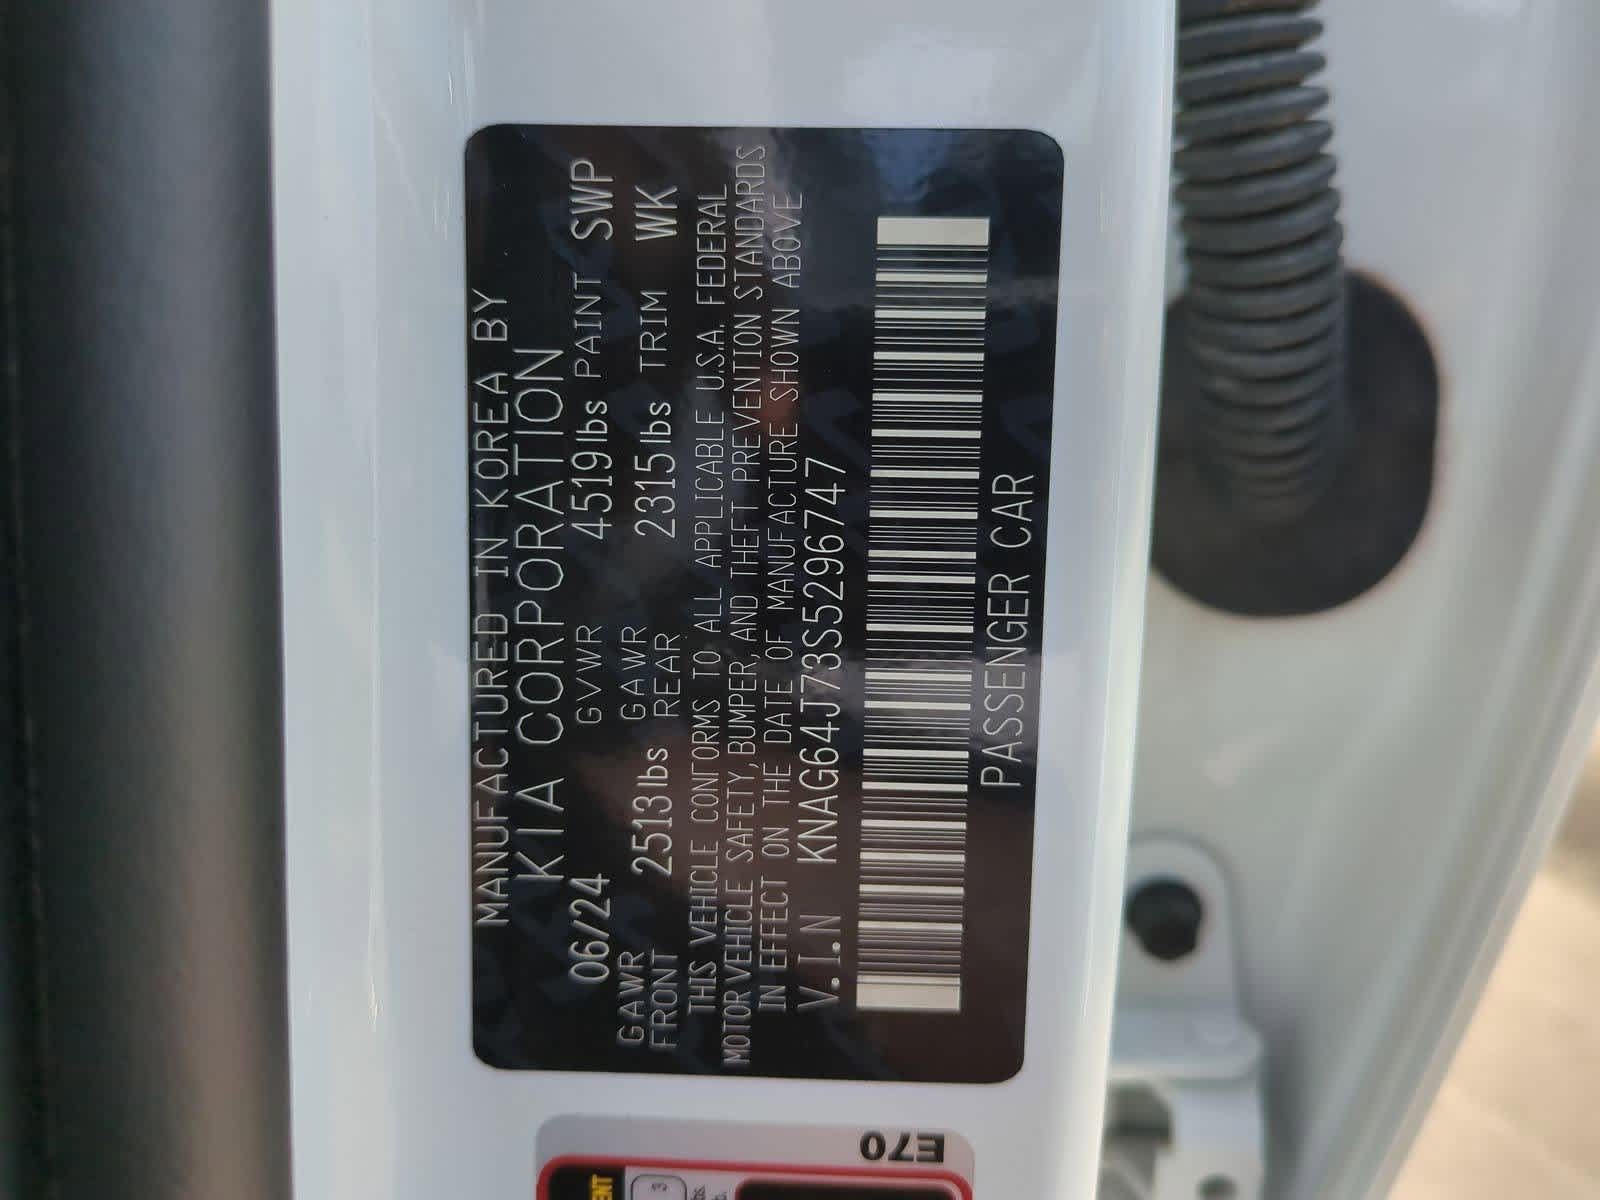 MANUFACTURED IN KOREA BY
KIA CORPORATION
06/24 GVWR 4519lbs PAINT SWP
GAWR FRONT 2513lbs GAWR REAR 2315lbs TRIM WK
THIS VEHICLE CONFORMS TO ALL APPLICABLE U.S.A. FEDERAL
MOTOR VEHICLE SAFETY, BUMPER, AND THEFT PREVENTION STANDARDS
IN EFFECT ON THE DATE OF MANUFACTURE SHOWN ABOVE
V.I.N KNAG64J73S5296747
PASSENGER CAR
E70
3